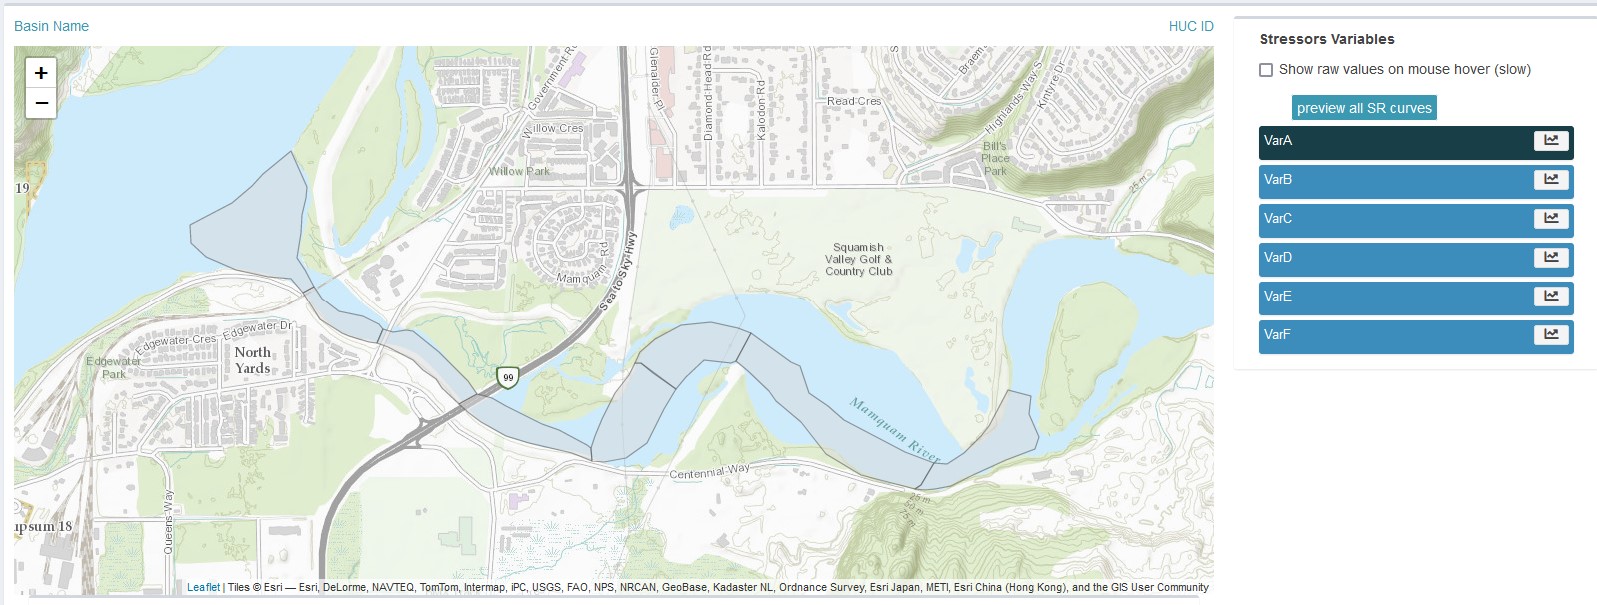 Basin Name
HUC ID
+
−
19
Government-Rd
Willow Cres
Willow Park
Glenalder-Pl
Diamond-Head-Rd
Kalodon Rd
Read-Cres
Braem
Highlands-Way-S
Kintyre-Dr
Bill's
Place
Park
25 m
Squamish
Valley Golf &
Country Club
Mamquam-Rd
Sea to Sky-Hwy
Edgewater Dr
Edgewater-Cres
Edgewater
Park
North
Yards
99
Mamquam River
Centennial-Way
25 m
50 m
75 m
Queens-Way
ıpsum 18
Leaflet | Tiles © Esri — Esri, DeLorme, NAVTEQ, TomTom, Intermap, iPC, USGS, FAO, NPS, NRCAN, GeoBase, Kadaster NL, Ordnance Survey, Esri Japan, METI, Esri China (Hong Kong), and the GIS User Community
Stressors Variables
Show raw values on mouse hover (slow)
preview all SR curves
VarA
VarB
VarC
VarD
VarE
VarF